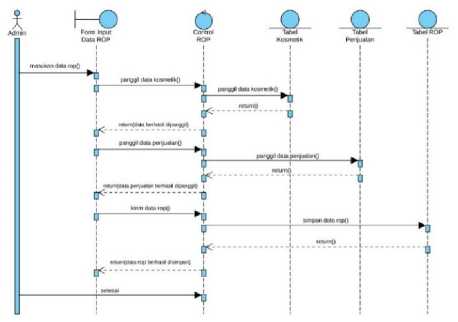 Admin
Form Input
Data ROP
Control
ROP
Tabel
Kosmetik
Tabel
Penjualan
Tabel ROP
masukan data rop()
panggil data kosmetik()
panggil data kosmetik()
return()
return(data berhasil dipanggil)
panggil data penjualan()
panggil data penjualan()
return()
return(data penjualan berhasil dipanggil)
kirim data rop()
simpan data rop()
return()
return(data rop berhasil disimpan)
selesai